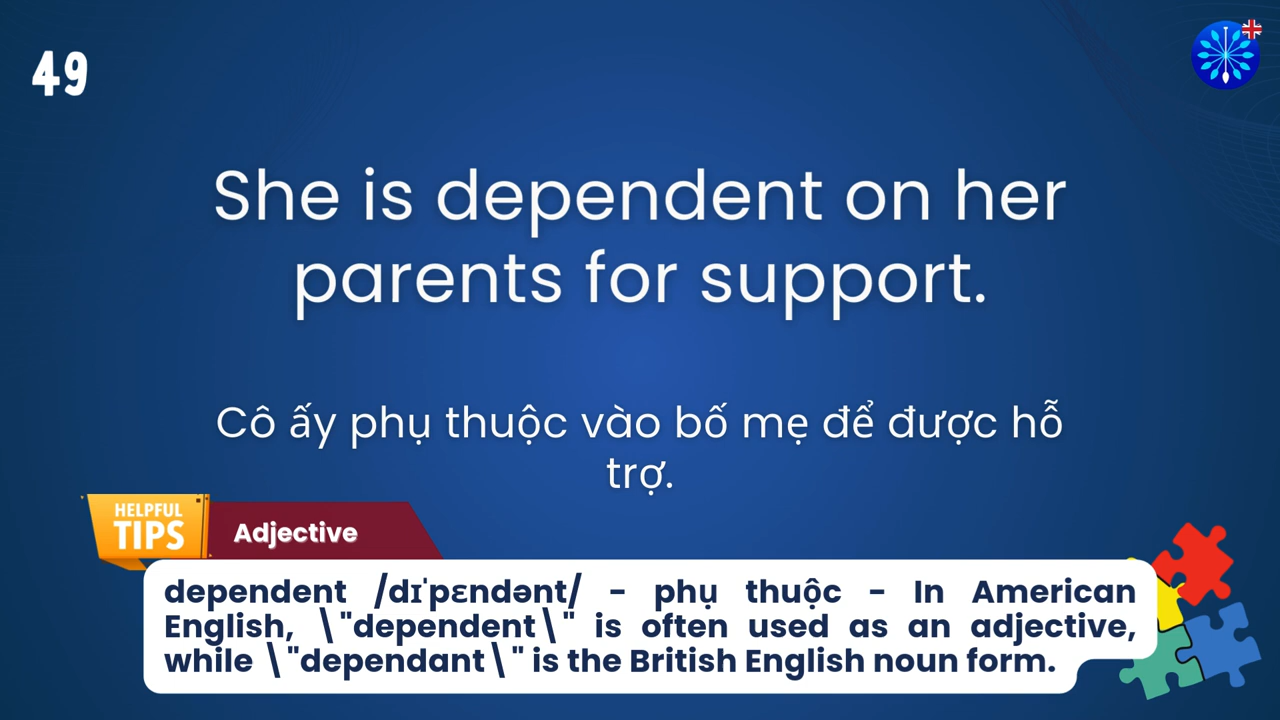 49
She is dependent on her
parents for support.
Cô ấy phụ thuộc vào bố mẹ để được hỗ
trợ.
HELPFUL
TIPS
Adjective
dependent /dɪˈpɛndənt/ - phụ thuộc - In American
English, \"dependent\" is often used as an adjective,
while \"dependant\" is the British English noun form.